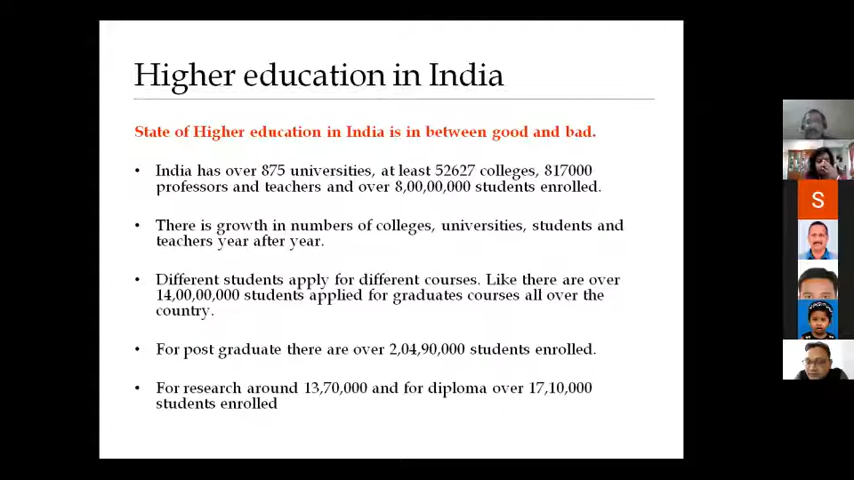 Higher education in India
State of Higher education in India is in between good and bad.
• India has over 875 universities, at least 52627 colleges, 817000
professors and teachers and over 8,00,00,000 students enrolled.
• There is growth in numbers of colleges, universities, students and
teachers year after year.
• Different students apply for different courses. Like there are over
14,00,00,000 students applied for graduates courses all over the
country.
• For post graduate there are over 2,04,90,000 students enrolled.
• For research around 13,70,000 and for diploma over 17,10,000
students enrolled
S